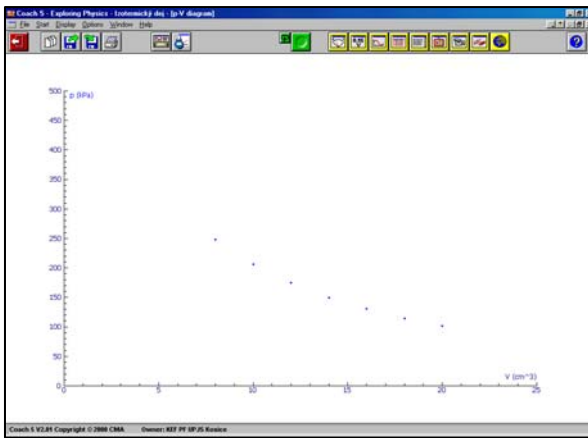 Coach 5 - Exploring Physics - Izotermický dej - [p-V diagram]
File Start Display Options Window Help
500 p (kPa)
450
400
350
300
250
200
150
100
50
0
V (cm^3)
0 5 10 15 20 25
Coach 5 V2.01 Copyright © 2000 CMA Owner: KEF PF UPJS Kosice